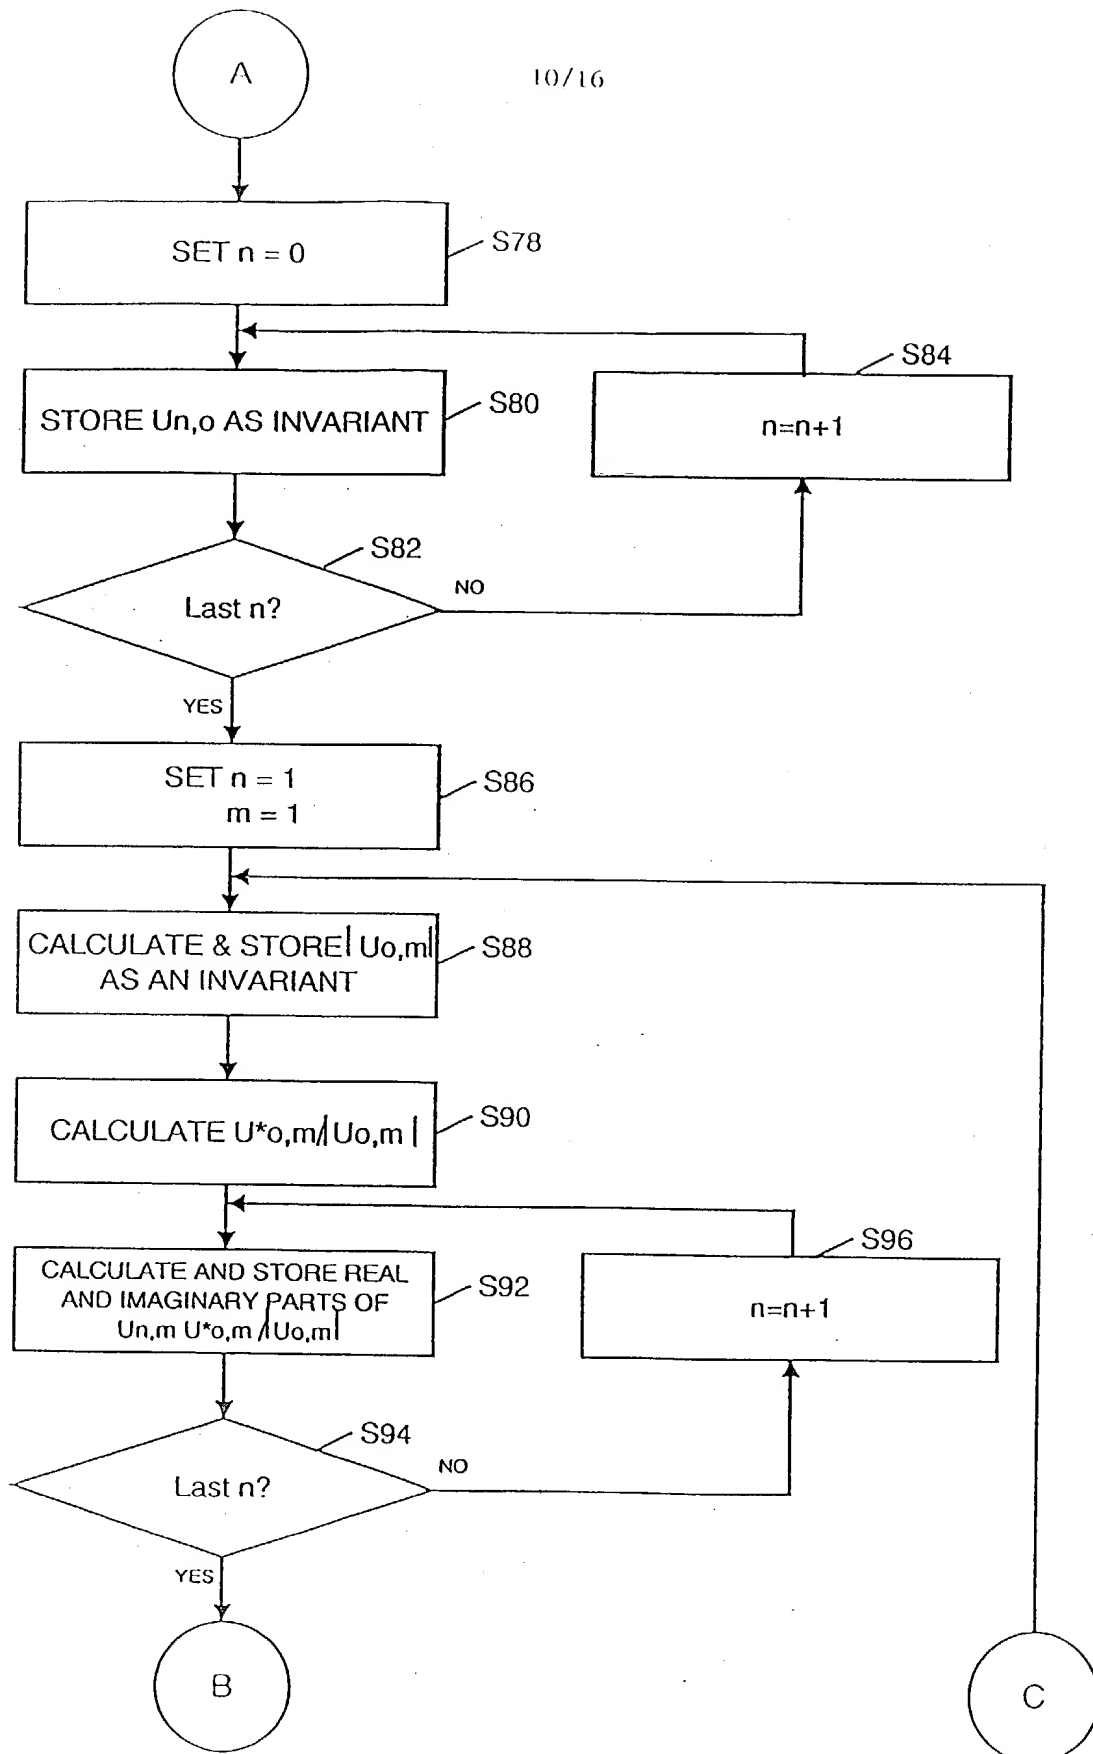 A
10/16
SET n = 0
S78
S84
STORE Un,o AS INVARIANT
S80
n=n+1
S82
Last n?
NO
YES
SET n = 1
m = 1
S86
CALCULATE & STORE| Uo,m|
AS AN INVARIANT
S88
CALCULATE U*o,m/|Uo,m |
S90
S96
CALCULATE AND STORE REAL
AND IMAGINARY PARTS OF
Un,m U*o,m /|Uo,m|
S92
n=n+1
S94
Last n?
NO
YES
B
C